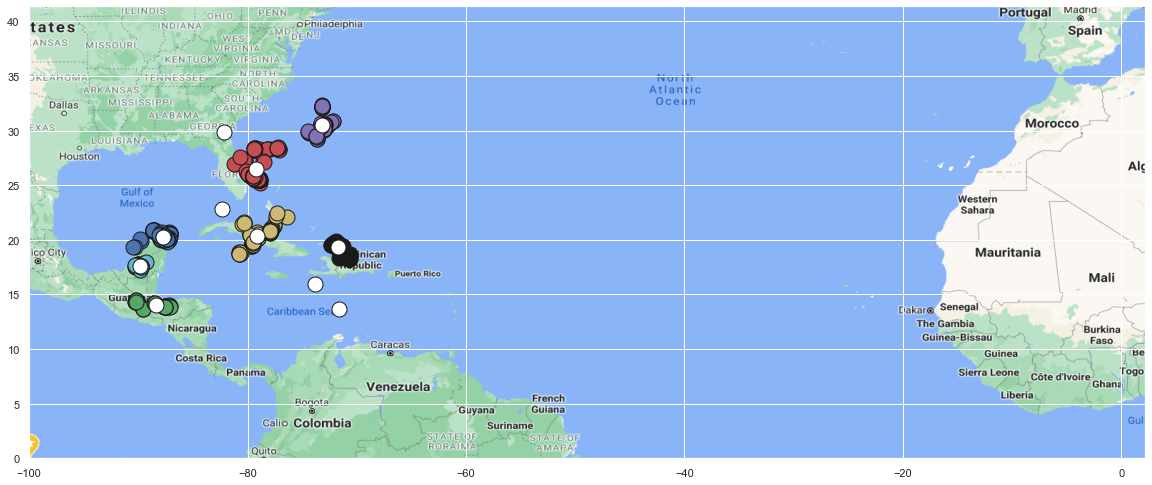 ILLINOIS
OHIO
PENN
Philadelphia
Madrid
Portugal
Spain
tates
INDIANA
MD
DE NJ
WEST
VIRGINIA
KANSAS
MISSOURI
KENTUCKY
VIRGINIA
OKLAHOMA
TENNESSEE
NORTH
CAROLINA
North
Atlantic
Ocean
ARKANSAS
MISSISSIPPI
SOUTH
CAROLINA
Dallas
ALABAMA
GEORGIA
Morocco
EXAS
LOUISIANA
Houston
FLOR
Alg
Gulf of
Mexico
Western
Sahara
ico City
Mauritania
Dominican
Republic
Puerto Rico
Mali
Guat
Caribbean Sea
Dakar
Senegal
Nicaragua
The Gambia
Guinea-Bissau
Burkina
Faso
Costa Rica
Caracas
Guinea
Be
Panama
Venezuela
Sierra Leone
Côte d'Ivoire
Togo
Ghana
Liberia
Bogota
Guyana
French
Guiana
Suriname
Cali
Colombia
Gulf
STATE OF
RORAIMA
STATE OF
AMAPA
Quito
40
35
30
25
20
15
10
5
0
−100
−80
−60
−40
−20
0